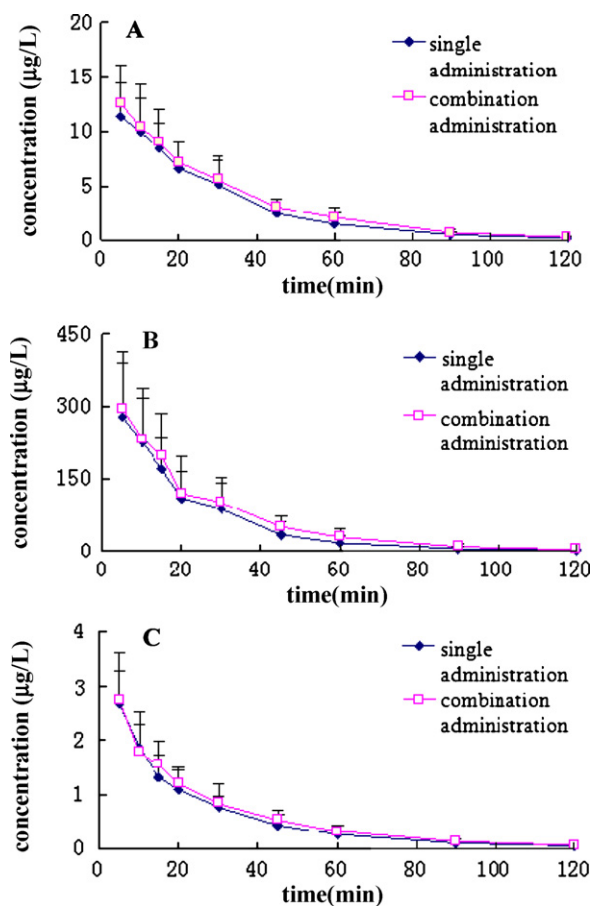 A
20
15
10
5
0
concentration (μg/L)
single
administration
combination
administration
0 20 40 60 80 100 120
time(min)
B
450
300
150
0
concentration (μg/L)
single
administration
combination
administration
0 20 40 60 80 100 120
time(min)
C
4
3
2
1
0
concentration (μg/L)
single
administration
combination
administration
0 20 40 60 80 100 120
time(min)